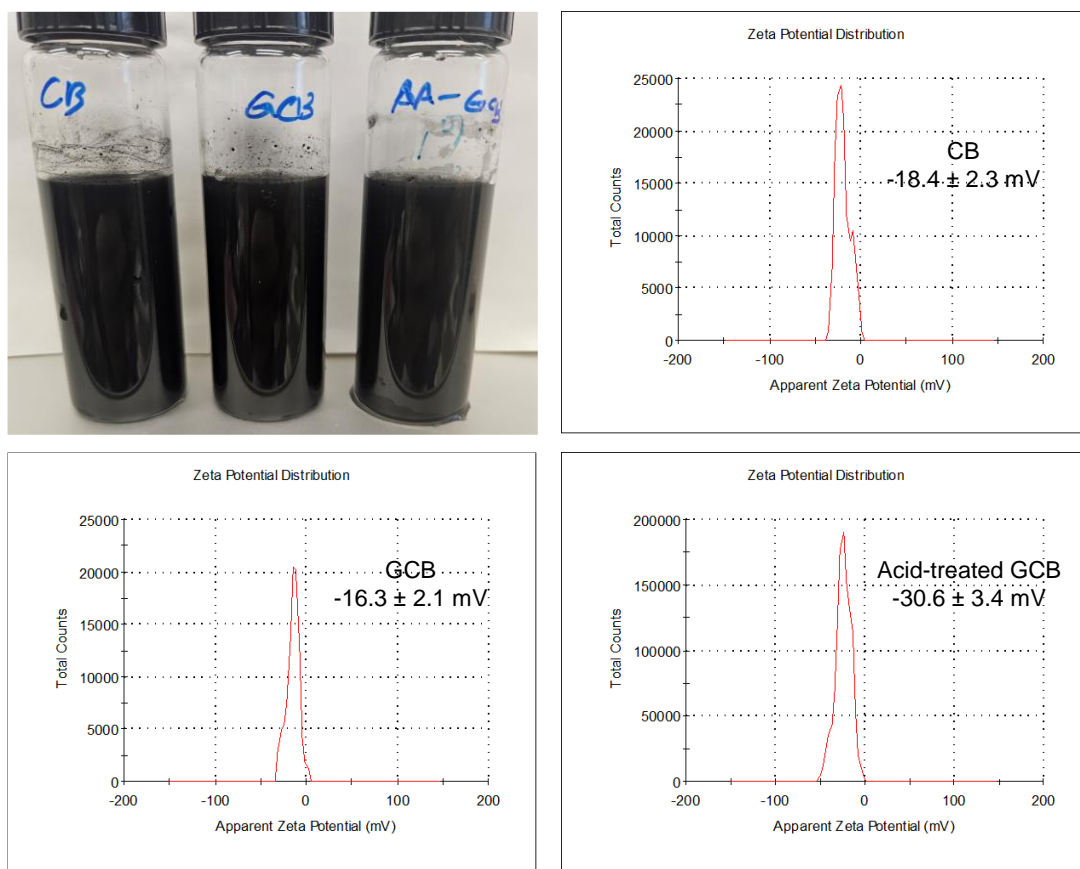 CB
GCB
AA-GCB
Zeta Potential Distribution
25000
20000
15000
10000
5000
0
Total Counts
CB
-18.4 ± 2.3 mV
-200
-100
0
100
200
Apparent Zeta Potential (mV)
Zeta Potential Distribution
25000
20000
15000
10000
5000
0
Total Counts
GCB
-16.3 ± 2.1 mV
-200
-100
0
100
200
Apparent Zeta Potential (mV)
Zeta Potential Distribution
200000
150000
100000
50000
0
Total Counts
Acid-treated GCB
-30.6 ± 3.4 mV
-200
-100
0
100
200
Apparent Zeta Potential (mV)